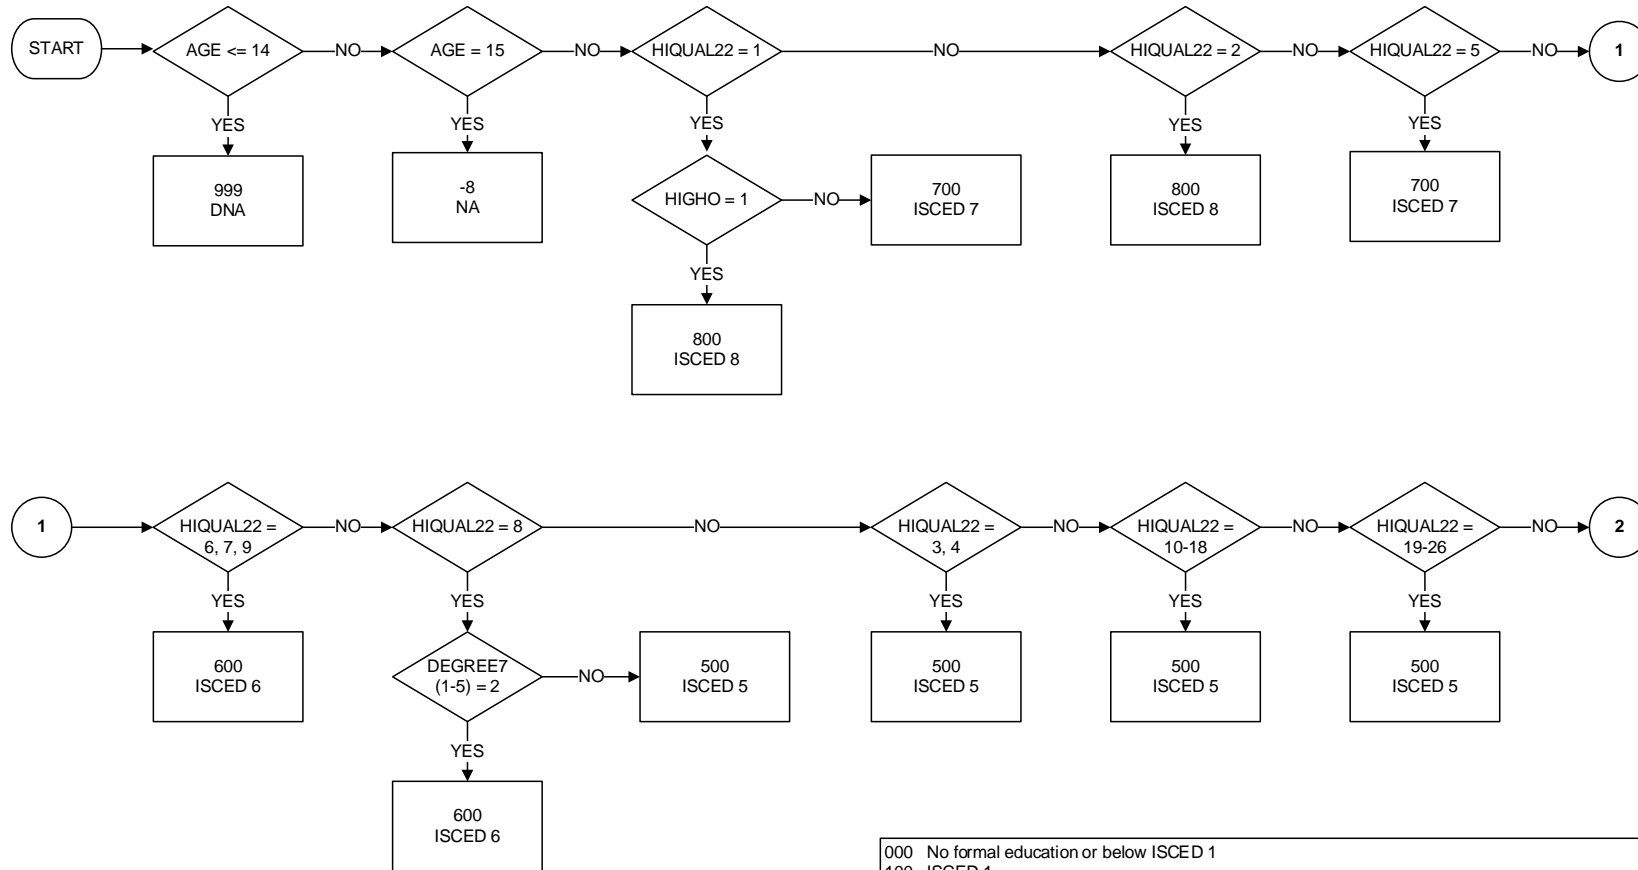 START
AGE <= 14
NO
AGE = 15
NO
HIQUAL22 = 1
NO
HIQUAL22 = 2
NO
HIQUAL22 = 5
NO
1
YES
YES
YES
YES
YES
999
DNA
-8
NA
HIGHO = 1
NO
700
ISCED 7
800
ISCED 8
700
ISCED 7
YES
800
ISCED 8
1
HIQUAL22 =
6, 7, 9
NO
HIQUAL22 = 8
NO
HIQUAL22 =
3, 4
NO
HIQUAL22 =
10-18
NO
HIQUAL22 =
19-26
NO
2
YES
YES
YES
YES
YES
600
ISCED 6
DEGREE7
(1-5) = 2
NO
500
ISCED 5
500
ISCED 5
500
ISCED 5
500
ISCED 5
YES
600
ISCED 6
000 No formal education or below ISCED 1
100 ISCED 1